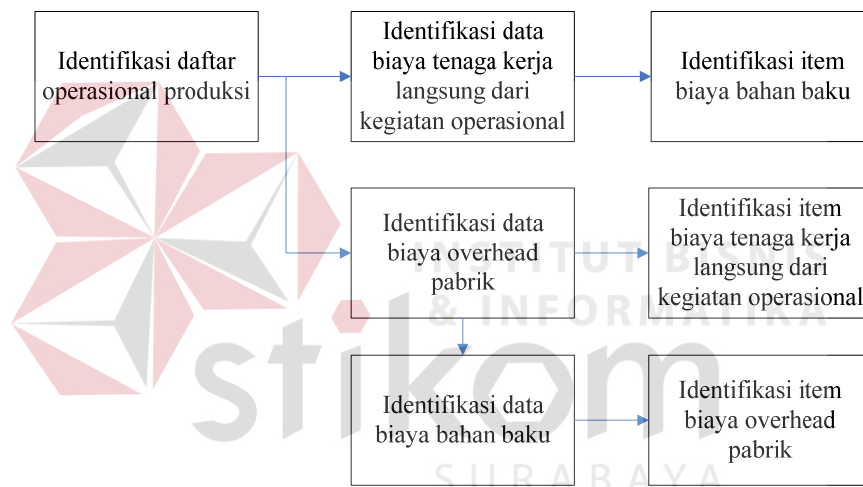 Identifikasi daftar
operasional produksi
Identifikasi data
biaya tenaga kerja
langsung dari
kegiatan operasional
Identifikasi item
biaya bahan baku
Identifikasi data
biaya overhead
pabrik
Identifikasi item
biaya tenaga kerja
langsung dari
kegiatan operasional
Identifikasi data
biaya bahan baku
Identifikasi item
biaya overhead
pabrik
INSTITUT BISNIS
& INFORMATIKA
stikom
SURABAYA